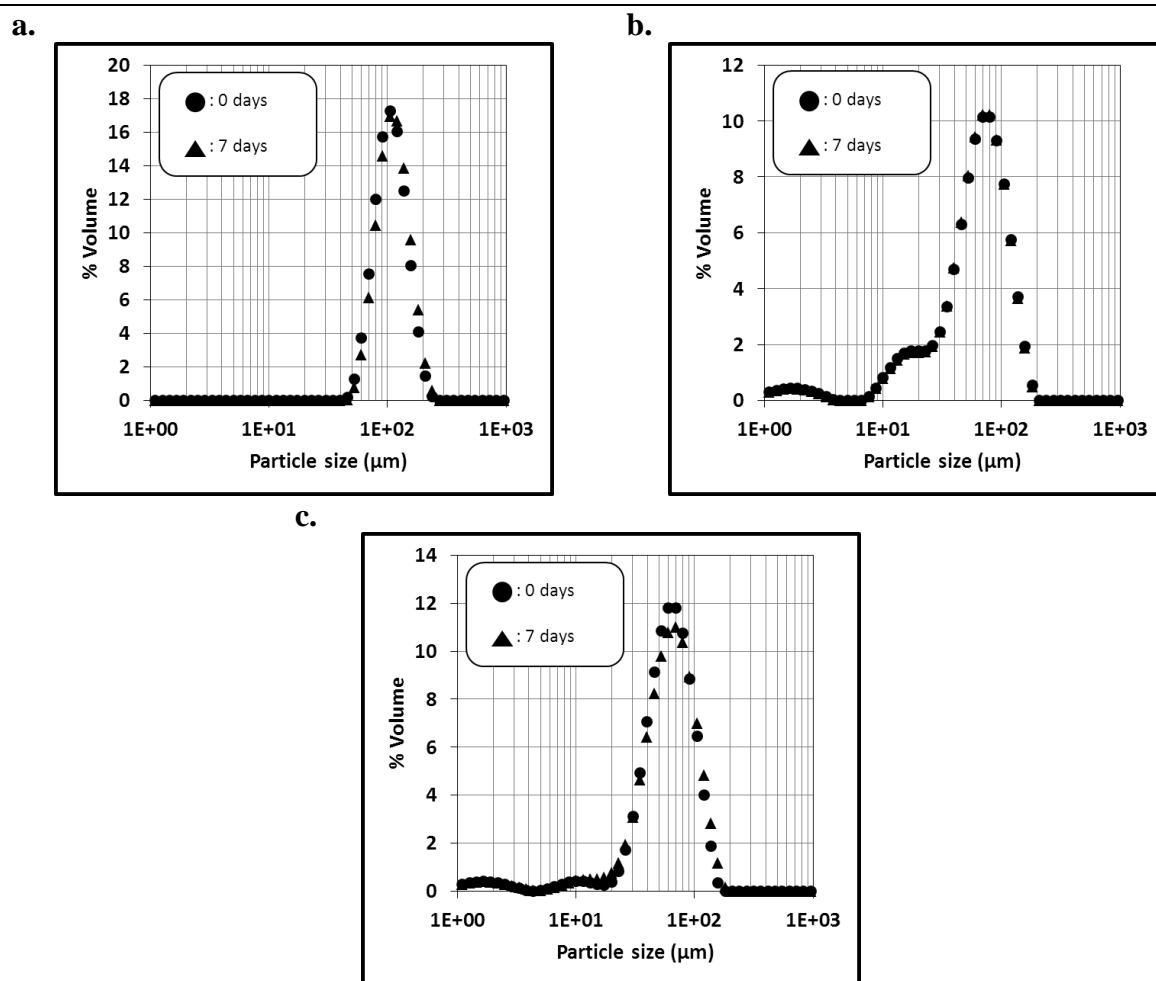 a.
% Volume
20
18
16
14
12
10
8
6
4
2
0
: 0 days
: 7 days
1E+00 1E+01 1E+02 1E+03
Particle size (μm)
b.
% Volume
12
10
8
6
4
2
0
: 0 days
: 7 days
1E+00 1E+01 1E+02 1E+03
Particle size (μm)
c.
% Volume
14
12
10
8
6
4
2
0
: 0 days
: 7 days
1E+00 1E+01 1E+02 1E+03
Particle size (μm)